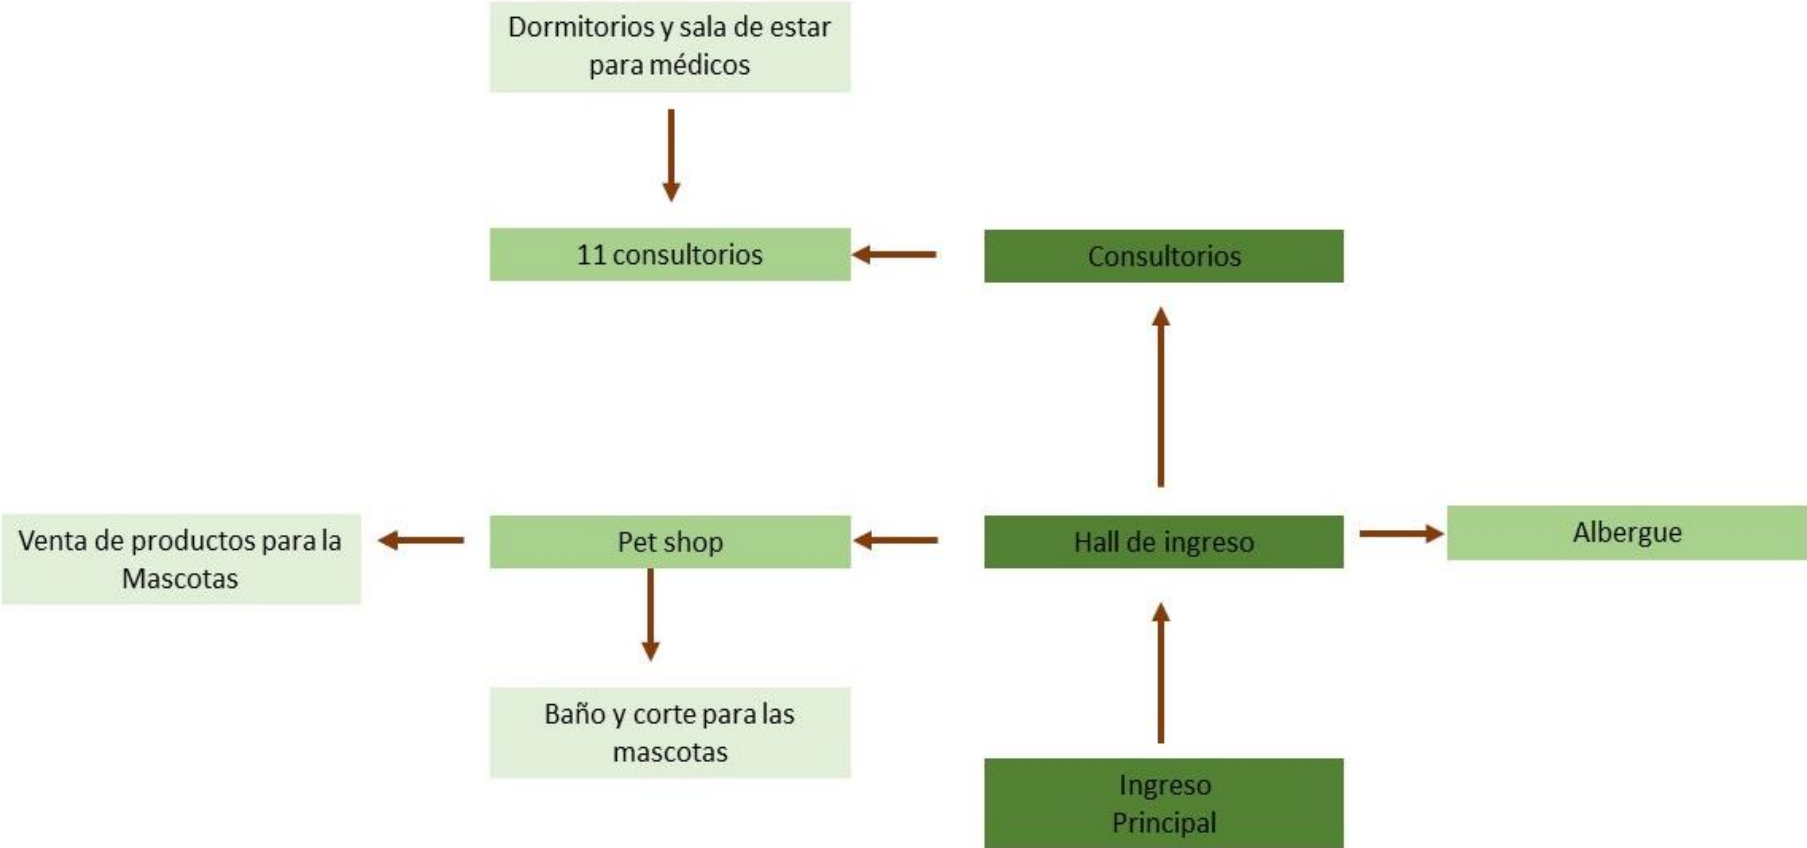 Dormitorios y sala de estar
para médicos
11 consultorios
Consultorios
Venta de productos para la
Mascotas
Pet shop
Hall de ingreso
Albergue
Baño y corte para las
mascotas
Ingreso
Principal